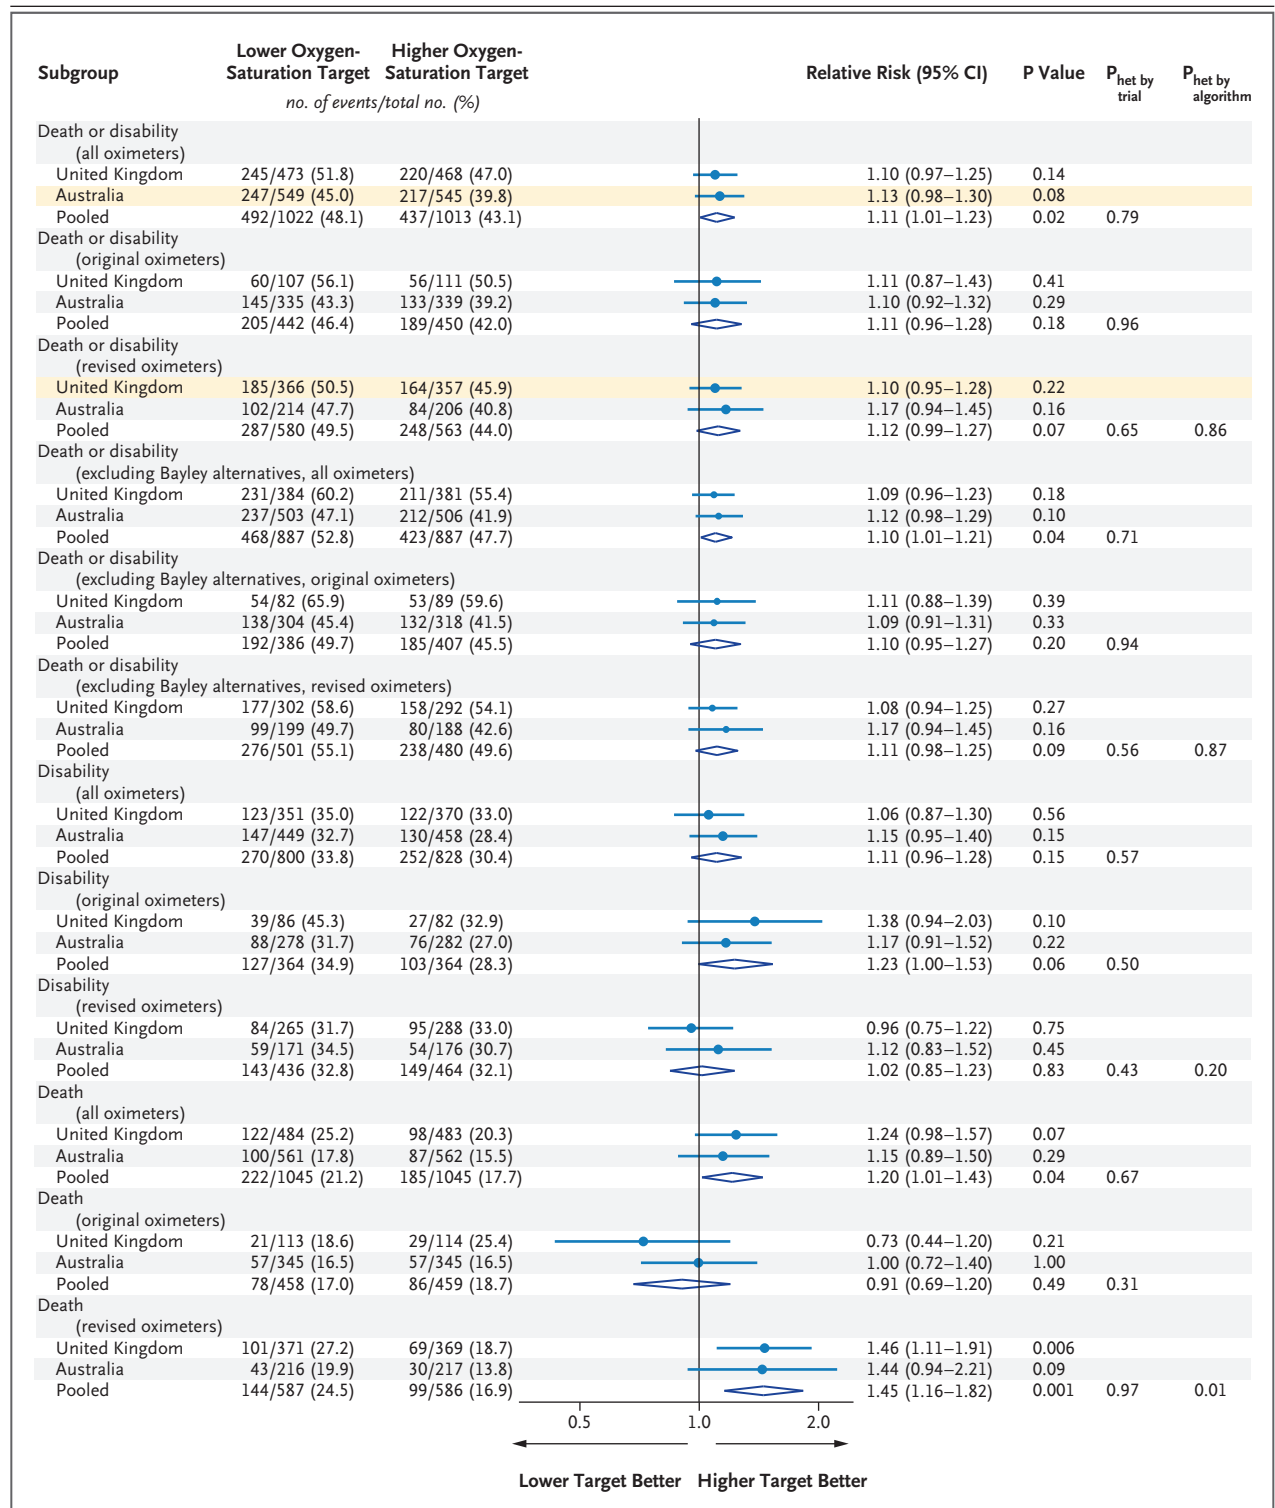 Lower Oxygen- Higher Oxygen-
Subgroup Saturation Target Saturation Target Relative Risk (95% CI) P Value P het by trial P het by algorithm
no. of events/total no. (%)
Death or disability
(all oximeters)
United Kingdom 245/473 (51.8) 220/468 (47.0) 1.10 (0.97–1.25) 0.14
Australia 247/549 (45.0) 217/545 (39.8) 1.13 (0.98–1.30) 0.08
Pooled 492/1022 (48.1) 437/1013 (43.1) 1.11 (1.01–1.23) 0.02 0.79
Death or disability
(original oximeters)
United Kingdom 60/107 (56.1) 56/111 (50.5) 1.11 (0.87–1.43) 0.41
Australia 145/335 (43.3) 133/339 (39.2) 1.10 (0.92–1.32) 0.29
Pooled 205/442 (46.4) 189/450 (42.0) 1.11 (0.96–1.28) 0.18 0.96
Death or disability
(revised oximeters)
United Kingdom 185/366 (50.5) 164/357 (45.9) 1.10 (0.95–1.28) 0.22
Australia 102/214 (47.7) 84/206 (40.8) 1.17 (0.94–1.45) 0.16
Pooled 287/580 (49.5) 248/563 (44.0) 1.12 (0.99–1.27) 0.07 0.65 0.86
Death or disability
(excluding Bayley alternatives, all oximeters)
United Kingdom 231/384 (60.2) 211/381 (55.4) 1.09 (0.96–1.23) 0.18
Australia 237/503 (47.1) 212/506 (41.9) 1.12 (0.98–1.29) 0.10
Pooled 468/887 (52.8) 423/887 (47.7) 1.10 (1.01–1.21) 0.04 0.71
Death or disability
(excluding Bayley alternatives, original oximeters)
United Kingdom 54/82 (65.9) 53/89 (59.6) 1.11 (0.88–1.39) 0.39
Australia 138/304 (45.4) 132/318 (41.5) 1.09 (0.91–1.31) 0.33
Pooled 192/386 (49.7) 185/407 (45.5) 1.10 (0.95–1.27) 0.20 0.94
Death or disability
(excluding Bayley alternatives, revised oximeters)
United Kingdom 177/302 (58.6) 158/292 (54.1) 1.08 (0.94–1.25) 0.27
Australia 99/199 (49.7) 80/188 (42.6) 1.17 (0.94–1.45) 0.16
Pooled 276/501 (55.1) 238/480 (49.6) 1.11 (0.98–1.25) 0.09 0.56 0.87
Disability
(all oximeters)
United Kingdom 123/351 (35.0) 122/370 (33.0) 1.06 (0.87–1.30) 0.56
Australia 147/449 (32.7) 130/458 (28.4) 1.15 (0.95–1.40) 0.15
Pooled 270/800 (33.8) 252/828 (30.4) 1.11 (0.96–1.28) 0.15 0.57
Disability
(original oximeters)
United Kingdom 39/86 (45.3) 27/82 (32.9) 1.38 (0.94–2.03) 0.10
Australia 88/278 (31.7) 76/282 (27.0) 1.17 (0.91–1.52) 0.22
Pooled 127/364 (34.9) 103/364 (28.3) 1.23 (1.00–1.53) 0.06 0.50
Disability
(revised oximeters)
United Kingdom 84/265 (31.7) 95/288 (33.0) 0.96 (0.75–1.22) 0.75
Australia 59/171 (34.5) 54/176 (30.7) 1.12 (0.83–1.52) 0.45
Pooled 143/436 (32.8) 149/464 (32.1) 1.02 (0.85–1.23) 0.83 0.43 0.20
Death
(all oximeters)
United Kingdom 122/484 (25.2) 98/483 (20.3) 1.24 (0.98–1.57) 0.07
Australia 100/561 (17.8) 87/562 (15.5) 1.15 (0.89–1.50) 0.29
Pooled 222/1045 (21.2) 185/1045 (17.7) 1.20 (1.01–1.43) 0.04 0.67
Death
(original oximeters)
United Kingdom 21/113 (18.6) 29/114 (25.4) 0.73 (0.44–1.20) 0.21
Australia 57/345 (16.5) 57/345 (16.5) 1.00 (0.72–1.40) 1.00
Pooled 78/458 (17.0) 86/459 (18.7) 0.91 (0.69–1.20) 0.49 0.31
Death
(revised oximeters)
United Kingdom 101/371 (27.2) 69/369 (18.7) 1.46 (1.11–1.91) 0.006
Australia 43/216 (19.9) 30/217 (13.8) 1.44 (0.94–2.21) 0.09
Pooled 144/587 (24.5) 99/586 (16.9) 1.45 (1.16–1.82) 0.001 0.97 0.01
0.5 1.0 2.0
Lower Target Better Higher Target Better